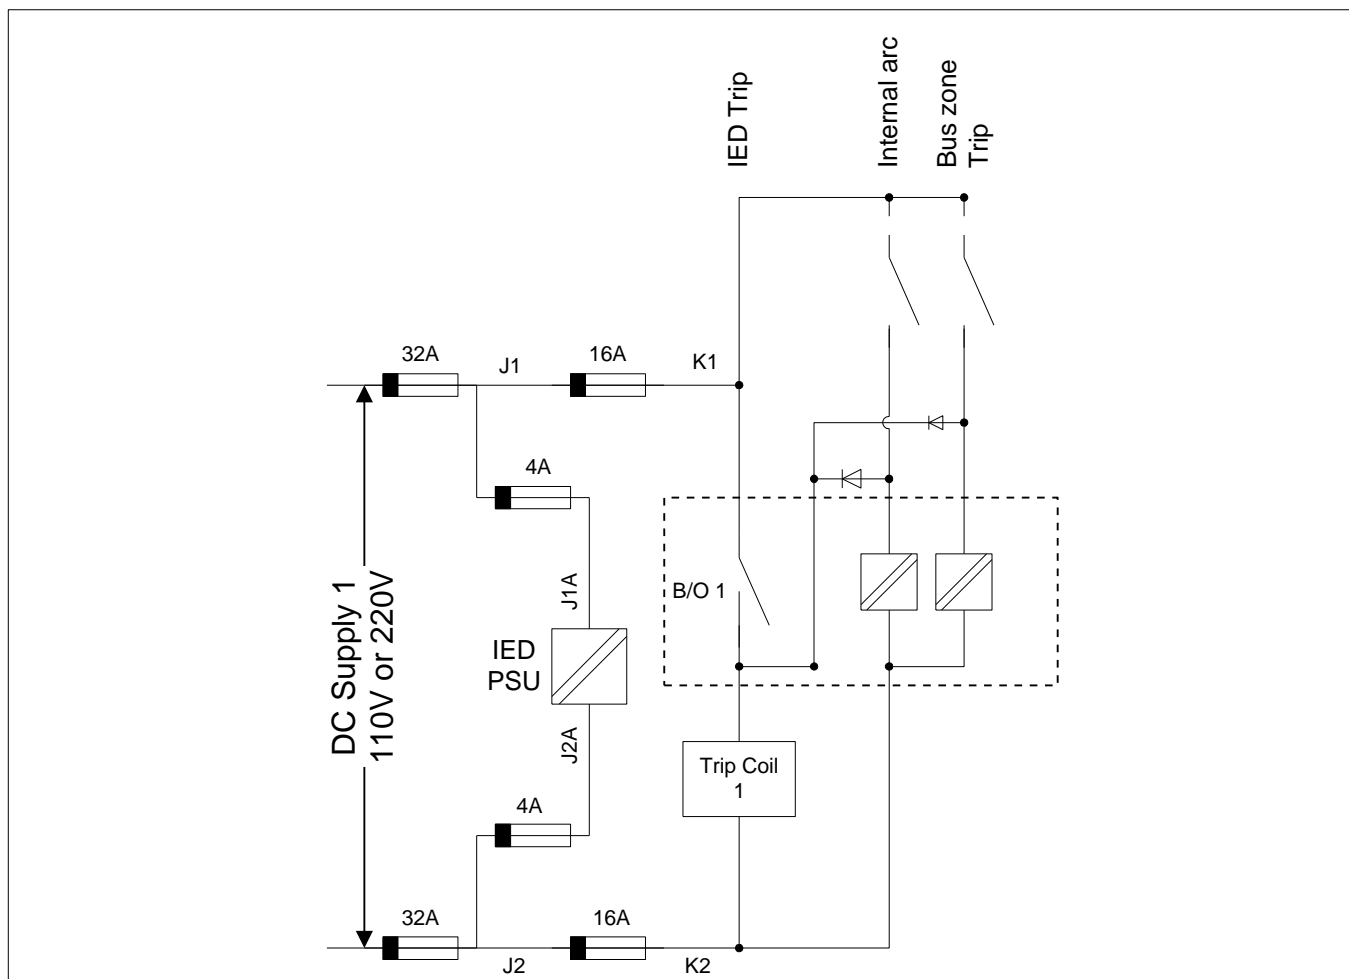 IED Trip
Internal arc
Bus zone
Trip
32A
J1
16A
K1
4A
DC Supply 1
110V or 220V
J1A
B/O 1
IED
PSU
J2A
Trip Coil
1
4A
32A
J2
16A
K2